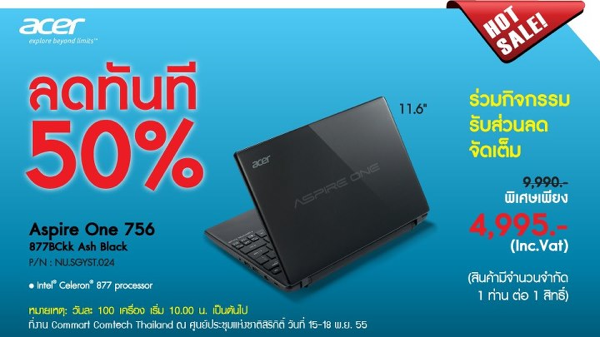 acer
explore beyond limits™
HOT
SALE!
ลดทันที
50%
11.6"
acer
ASPIRE ONE
ร่วมกิจกรรม
รับส่วนลด
จัดเต็ม
9,990.-
พิเศษเพียง
4,995.-
(Inc.Vat)
Aspire One 756
877BCkk Ash Black
P/N : NU.SGYST.024
• Intel® Celeron® 877 processor
(สินค้ามีจำนวนจำกัด
1 ท่าน ต่อ 1 สิทธิ์)
หมายเหตุ: วันละ 100 เครื่อง เริ่ม 10.00 น. เป็นต้นไป
ที่งาน Commart Comtech Thailand ณ ศูนย์ประชุมแห่งชาติสิริกิติ์ วันที่ 15-18 พ.ย. 55